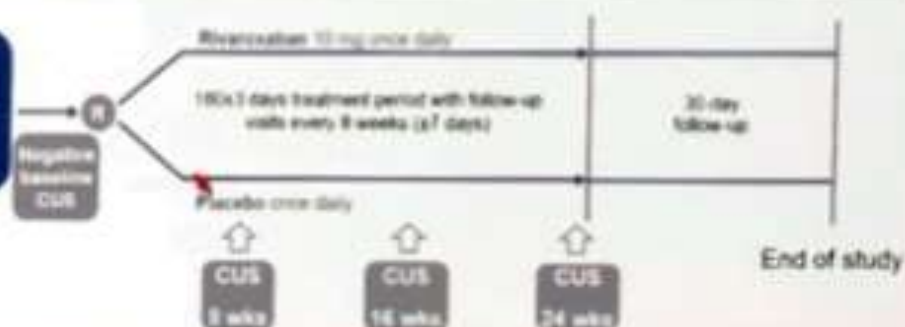 Rivaroxaban 10 mg once daily
R
180±3 days treatment period with follow-up
visits every 8 weeks (±7 days)
30-day
follow-up
Negative
baseline
CUS
Placebo once daily
CUS
8 wks
CUS
16 wks
CUS
24 wks
End of study